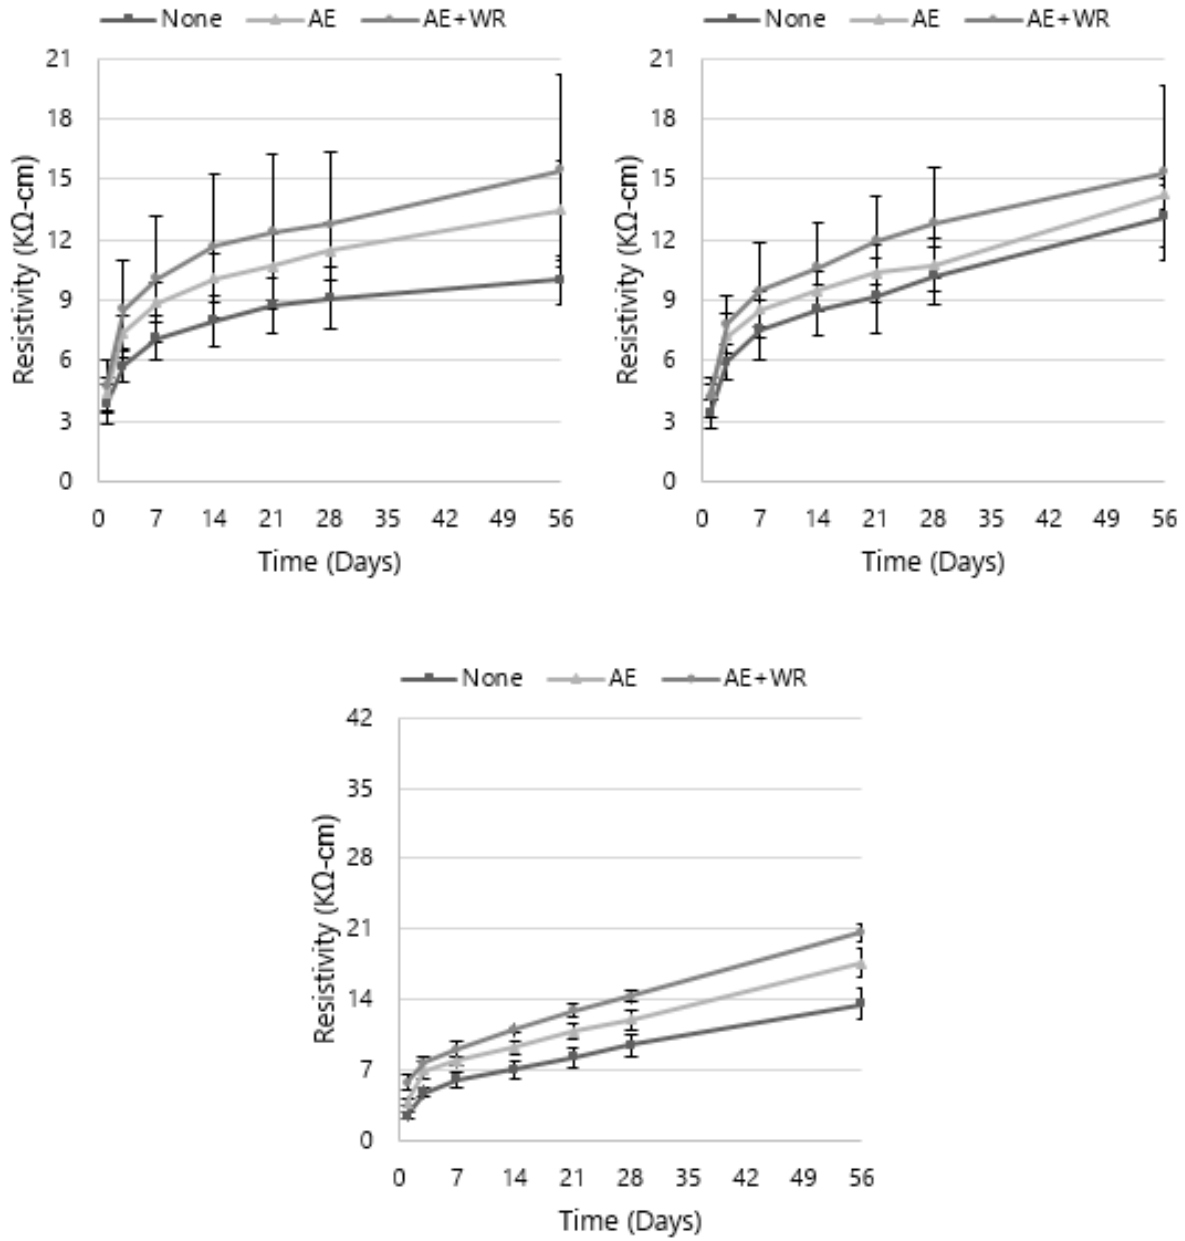 None AE AE+WR
21
18
15
12
9
6
3
0
Resistivity (KΩ-cm)
0 7 14 21 28 35 42 49 56
Time (Days)
None AE AE+WR
21
18
15
12
9
6
3
0
Resistivity (KΩ-cm)
0 7 14 21 28 35 42 49 56
Time (Days)
None AE AE+WR
42
35
28
21
14
7
0
Resistivity (KΩ-cm)
0 7 14 21 28 35 42 49 56
Time (Days)